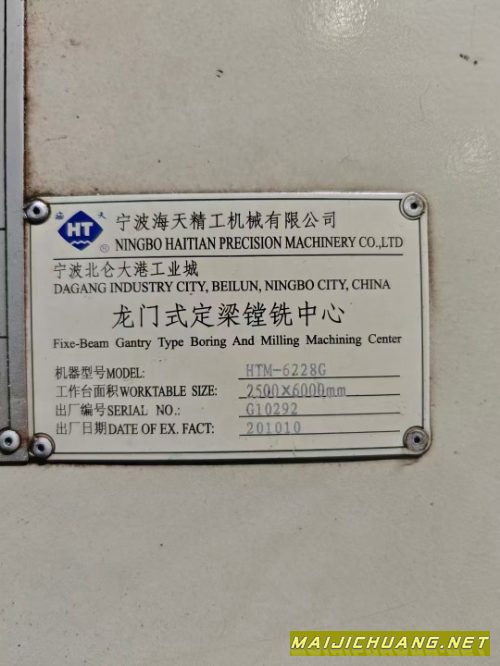 海 天
HT
®
宁波海天精工机械有限公司
NINGBO HAITIAN PRECISION MACHINERY CO.,LTD
宁波北仑大港工业城
DAGANG INDUSTRY CITY, BEILUN, NINGBO CITY, CHINA
龙门式定梁镗铣中心
Fixe-Beam Gantry Type Boring And Milling Machining Center
机器型号MODEL: HTM-6228G
工作台面积WORKTABLE SIZE: 2500×6000mm
出厂编号SERIAL NO.: G10292
出厂日期DATE OF EX. FACT: 201010
MAIJICHUANG.NET